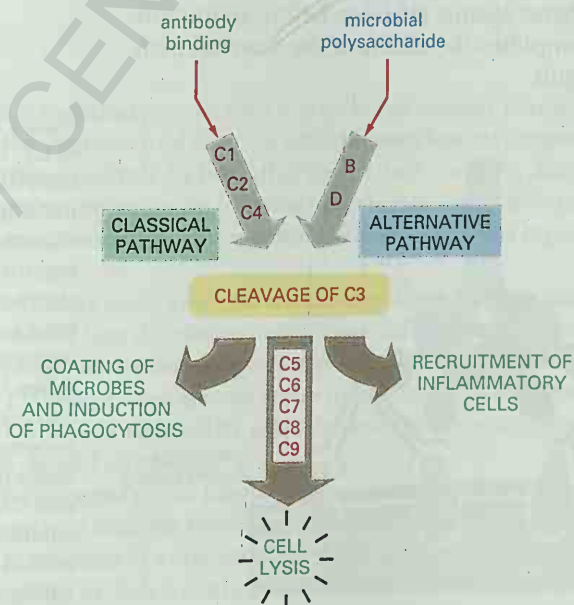 antibody
binding
microbial
polysaccharide
C1
C2
C4
B
D
CLASSICAL
PATHWAY
ALTERNATIVE
PATHWAY
CLEAVAGE OF C3
COATING OF
MICROBES
AND INDUCTION
OF PHAGOCYTOSIS
C5
C6
C7
C8
C9
RECRUITMENT OF
INFLAMMATORY
CELLS
CELL
LYSIS